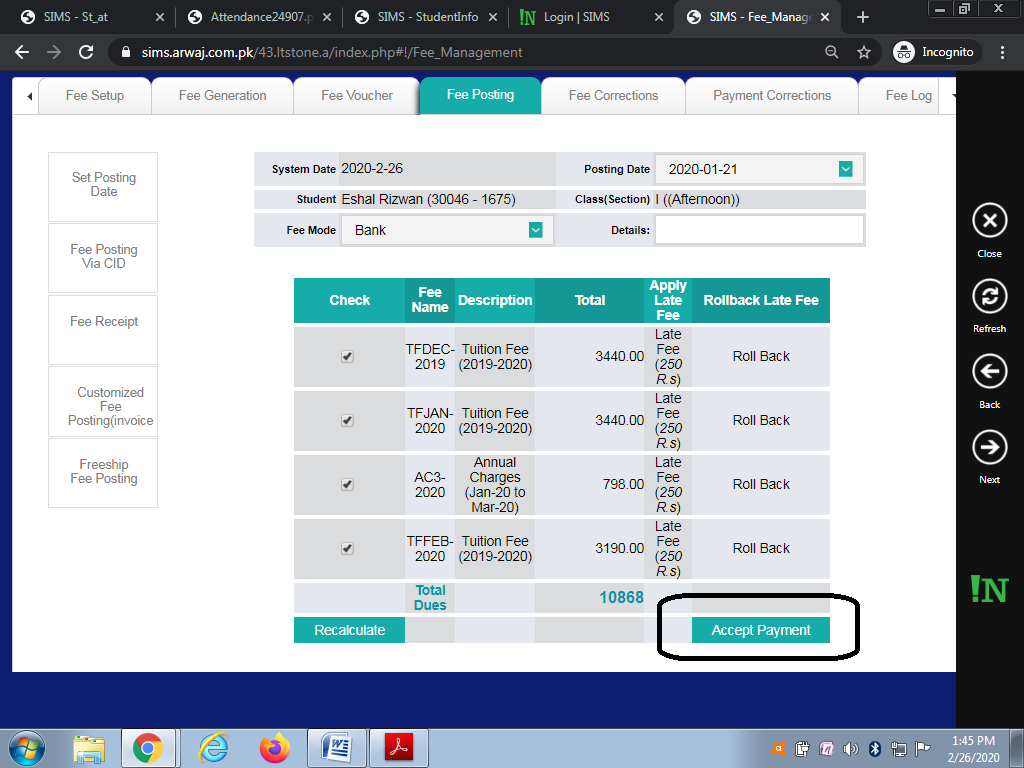 SIMS - St_at
Attendance24907.p
SIMS - StudentInfo
!N Login | SIMS
SIMS - Fee_Manag
sims.arwaj.com.pk/43.ltstone.a/index.php#!/Fee_Management
Incognito
Fee Setup
Fee Generation
Fee Voucher
Fee Posting
Fee Corrections
Payment Corrections
Fee Log
Set Posting
Date
Fee Posting
Via CID
Fee Receipt
Customized
Fee
Posting(invoice
Freeship
Fee Posting
System Date 2020-2-26 Posting Date 2020-01-21
Student Eshal Rizwan (30046 - 1675) Class(Section) I ((Afternoon))
Fee Mode Bank Details:
Check Fee Name Description Total Apply Late Fee Rollback Late Fee
TFDEC-2019 Tuition Fee (2019-2020) 3440.00 Late Fee (250 R.s) Roll Back
TFJAN-2020 Tuition Fee (2019-2020) 3440.00 Late Fee (250 R.s) Roll Back
AC3-2020 Annual Charges (Jan-20 to Mar-20) 798.00 Late Fee (250 R.s) Roll Back
TFFEB-2020 Tuition Fee (2019-2020) 3190.00 Late Fee (250 R.s) Roll Back
Total Dues 10868
Recalculate Accept Payment
Close
Refresh
Back
Next
!N
1:45 PM
2/26/2020